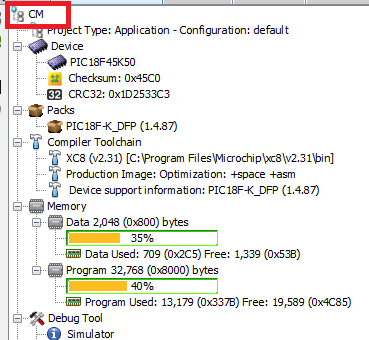 CM
Project Type: Application - Configuration: default
Device
PIC18F45K50
Checksum: 0x45C0
32 CRC32: 0x1D2533C3
Packs
PIC18F-K_DFP (1.4.87)
Compiler Toolchain
XC8 (v2.31) [C:\Program Files\Microchip\xc8\v2.31\bin]
Production Image: Optimization: +space +asm
Device support information: PIC18F-K_DFP (1.4.87)
Memory
Data 2,048 (0x800) bytes
35%
Data Used: 709 (0x2C5) Free: 1,339 (0x53B)
Program 32,768 (0x8000) bytes
40%
Program Used: 13,179 (0x337B) Free: 19,589 (0x4C85)
Debug Tool
Simulator